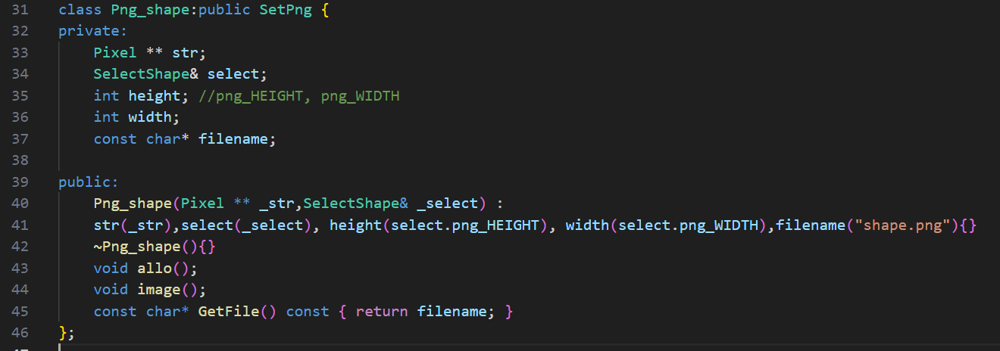 31 class Png_shape:public SetPng {
32 private:
33 Pixel ** str;
34 SelectShape& select;
35 int height; //png_HEIGHT, png_WIDTH
36 int width;
37 const char* filename;
38
39 public:
40 Png_shape(Pixel ** _str,SelectShape& _select) :
41 str(_str),select(_select), height(select.png_HEIGHT), width(select.png_WIDTH),filename("shape.png"){}
42 ~Png_shape(){}
43 void allo();
44 void image();
45 const char* GetFile() const { return filename; }
46 };